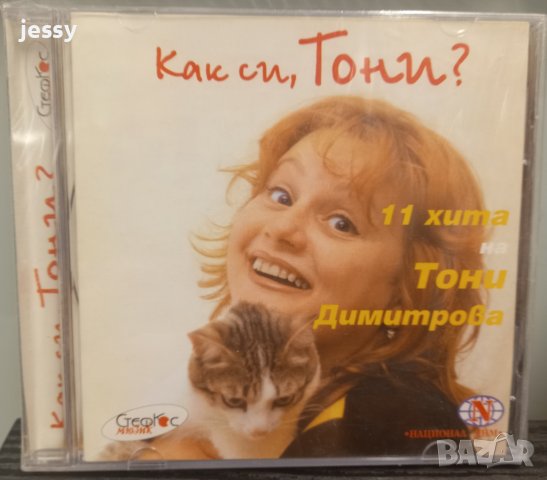 jessy
Как си, Тони?
Стефкос
Как си, Тони?
11 хита
на
Тони
Димитрова
Стефкос
МЮЗИК
N
BAZAR